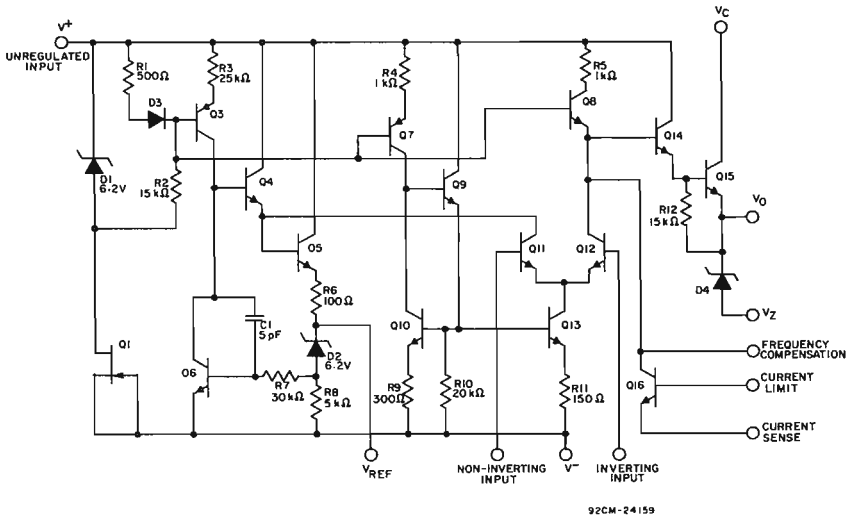 V+
UNREGULATED
INPUT
R1
500Ω
R3
25kΩ
D3
Q3
D1
6.2V
R2
15kΩ
Q4
Q5
R6
100Ω
C1
5pF
D2
6.2V
Q1
Q6
R7
30kΩ
R8
5kΩ
VREF
R4
1kΩ
Q7
Q9
Q10
R9
300Ω
R10
20kΩ
R5
1kΩ
Q8
Q11
Q12
Q13
R11
150Ω
NON-INVERTING
INPUT
V-
INVERTING
INPUT
VC
Q14
Q15
R12
15kΩ
VO
D4
VZ
FREQUENCY
COMPENSATION
Q16
CURRENT
LIMIT
CURRENT
SENSE
92CM-24159